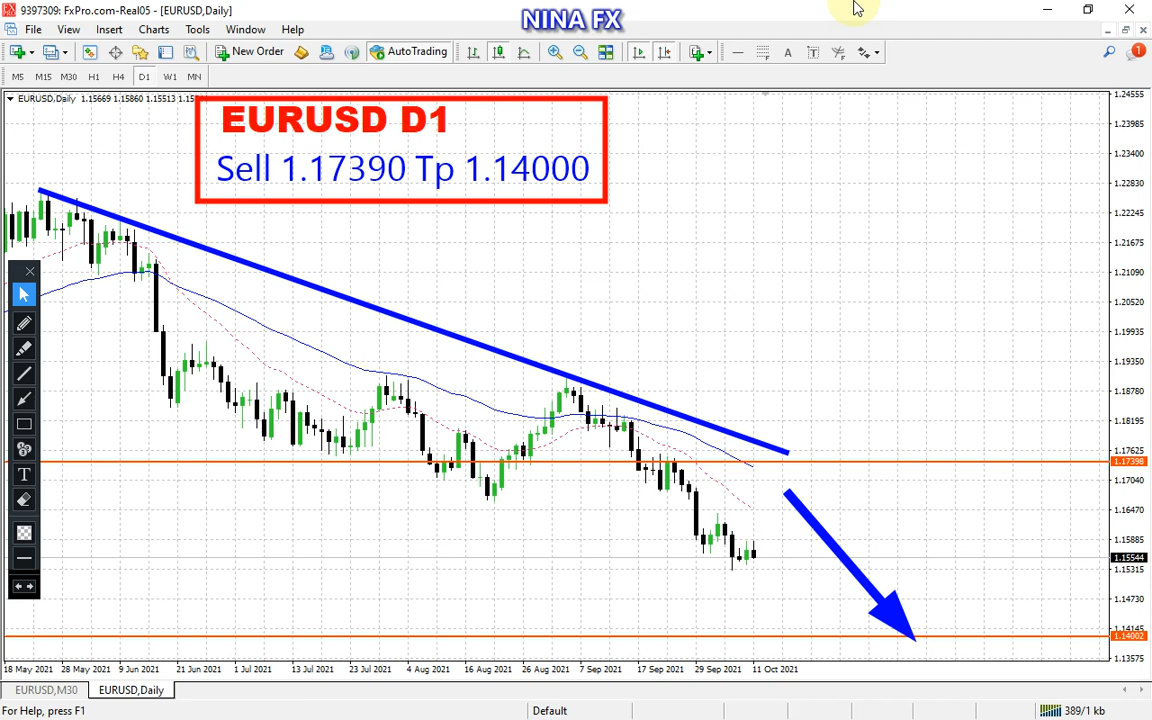 9397309: FxPro.com-Real05 - [EURUSD,Daily]
NINA FX
File View Insert Charts Tools Window Help
New Order AutoTrading
A T
1
M5 M15 M30 H1 H4 D1 W1 MN
EURUSD,Daily 1.15669 1.15860 1.15513
EURUSD D1
Sell 1.17390 Tp 1.14000
1.24555
1.23985
1.23400
1.22830
1.22245
1.21675
1.21090
1.20520
1.19935
1.19350
1.18780
1.18195
1.17625
1.17398
1.17040
1.16470
1.15885
1.15544
1.15315
1.14730
1.14145
1.14002
1.13575
T
18 May 2021 28 May 2021 9 Jun 2021 21 Jun 2021 1 Jul 2021 13 Jul 2021 23 Jul 2021 4 Aug 2021 16 Aug 2021 26 Aug 2021 7 Sep 2021 17 Sep 2021 29 Sep 2021 11 Oct 2021
EURUSD,M30 EURUSD,Daily
For Help, press F1 Default 389/1 kb